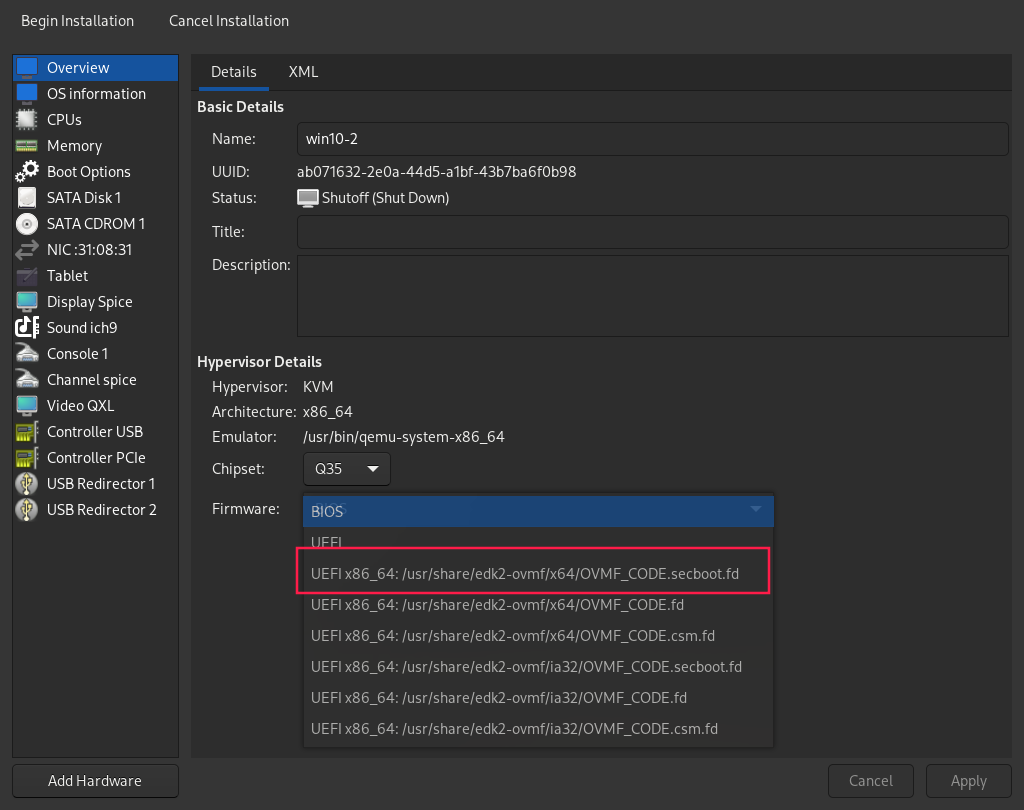 Begin Installation Cancel Installation
Overview
OS information
CPUs
Memory
Boot Options
SATA Disk 1
SATA CDROM 1
NIC :31:08:31
Tablet
Display Spice
Sound ich9
Console 1
Channel spice
Video QXL
Controller USB
Controller PCIe
USB Redirector 1
USB Redirector 2
Add Hardware
Details XML
Basic Details
Name: win10-2
UUID: ab071632-2e0a-44d5-a1bf-43b7ba6f0b98
Status: Shutoff (Shut Down)
Title:
Description:
Hypervisor Details
Hypervisor: KVM
Architecture: x86_64
Emulator: /usr/bin/qemu-system-x86_64
Chipset: Q35
Firmware: BIOS
UEFI
UEFI x86_64: /usr/share/edk2-ovmf/x64/OVMF_CODE.secboot.fd
UEFI x86_64: /usr/share/edk2-ovmf/x64/OVMF_CODE.fd
UEFI x86_64: /usr/share/edk2-ovmf/x64/OVMF_CODE.csm.fd
UEFI x86_64: /usr/share/edk2-ovmf/ia32/OVMF_CODE.secboot.fd
UEFI x86_64: /usr/share/edk2-ovmf/ia32/OVMF_CODE.fd
UEFI x86_64: /usr/share/edk2-ovmf/ia32/OVMF_CODE.csm.fd
Cancel Apply